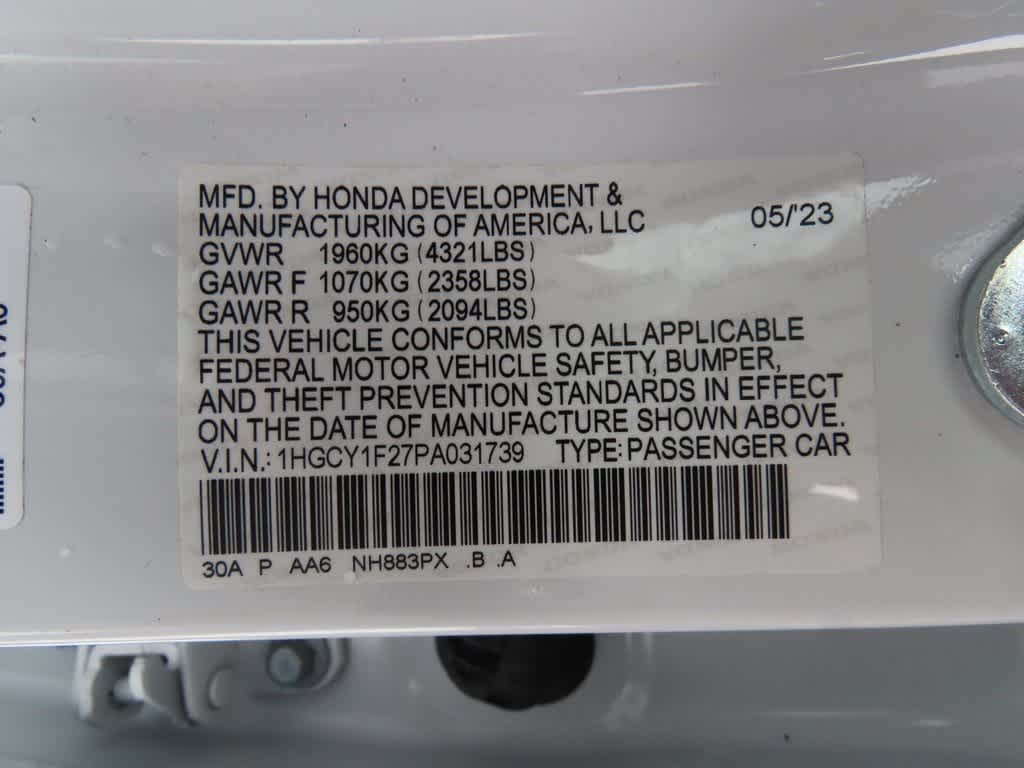 MFD. BY HONDA DEVELOPMENT &
MANUFACTURING OF AMERICA, LLC 05/'23
GVWR 1960KG (4321LBS)
GAWR F 1070KG (2358LBS)
GAWR R 950KG (2094LBS)
THIS VEHICLE CONFORMS TO ALL APPLICABLE
FEDERAL MOTOR VEHICLE SAFETY, BUMPER,
AND THEFT PREVENTION STANDARDS IN EFFECT
ON THE DATE OF MANUFACTURE SHOWN ABOVE.
V.I.N.: 1HGCY1F27PA031739 TYPE: PASSENGER CAR
30A P AA6 NH883PX .B .A